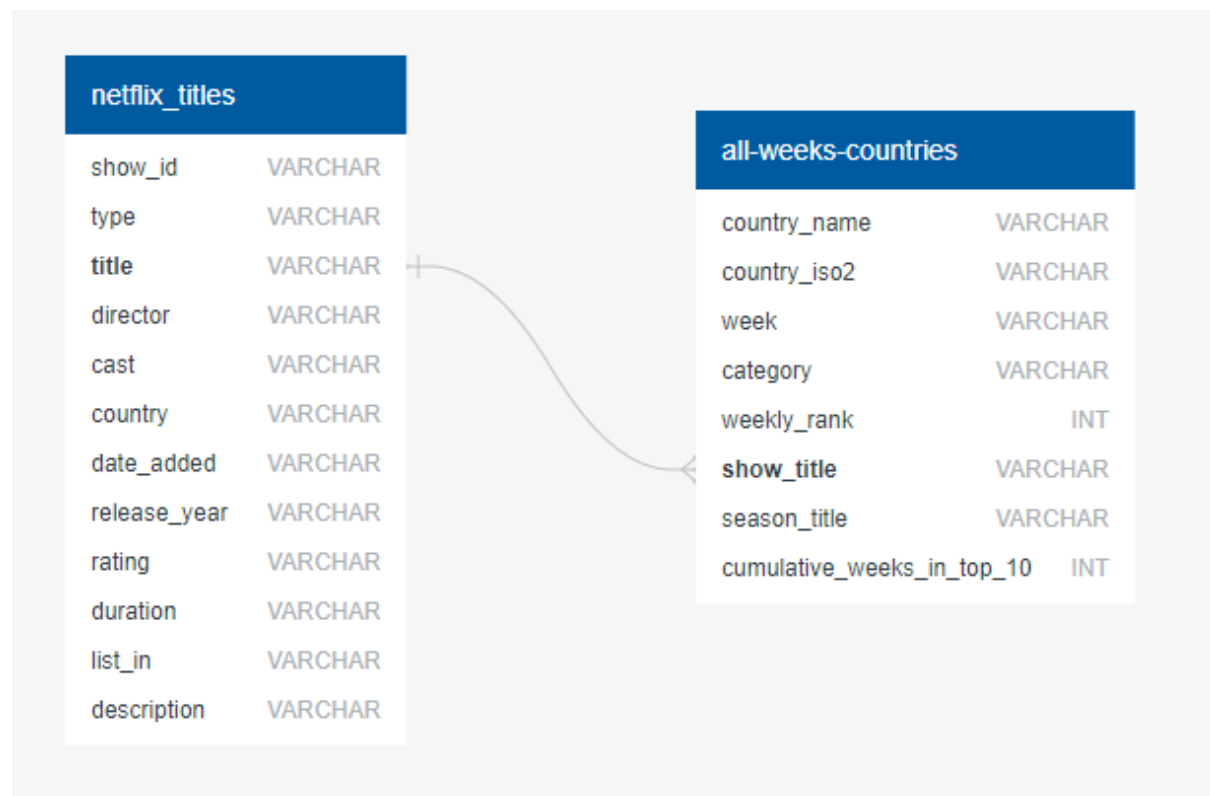 netflix_titles
show_id VARCHAR
type VARCHAR
title VARCHAR
director VARCHAR
cast VARCHAR
country VARCHAR
date_added VARCHAR
release_year VARCHAR
rating VARCHAR
duration VARCHAR
list_in VARCHAR
description VARCHAR
all-weeks-countries
country_name VARCHAR
country_iso2 VARCHAR
week VARCHAR
category VARCHAR
weekly_rank INT
show_title VARCHAR
season_title VARCHAR
cumulative_weeks_in_top_10 INT